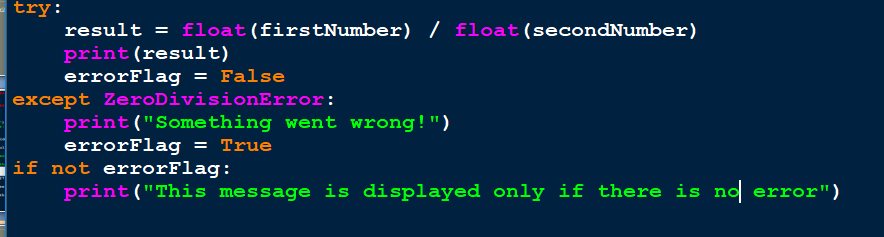 try:
    result = float(firstNumber) / float(secondNumber)
    print(result)
    errorFlag = False
except ZeroDivisionError:
    print("Something went wrong!")
    errorFlag = True
if not errorFlag:
    print("This message is displayed only if there is no error")